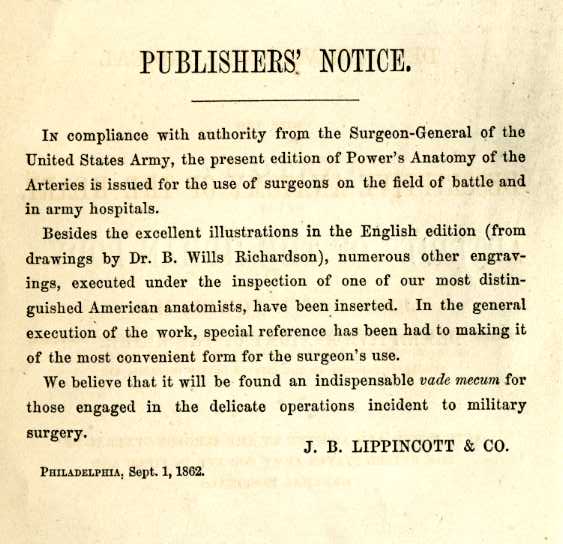 PUBLISHERS' NOTICE.
In compliance with authority from the Surgeon-General of the
United States Army, the present edition of Power's Anatomy of the
Arteries is issued for the use of surgeons on the field of battle and
in army hospitals.
Besides the excellent illustrations in the English edition (from
drawings by Dr. B. Wills Richardson), numerous other engrav-
ings, executed under the inspection of one of our most distin-
guished American anatomists, have been inserted. In the general
execution of the work, special reference has been had to making it
of the most convenient form for the surgeon's use.
We believe that it will be found an indispensable vade mecum for
those engaged in the delicate operations incident to military
surgery.
J. B. LIPPINCOTT & CO.
Philadelphia, Sept. 1, 1862.